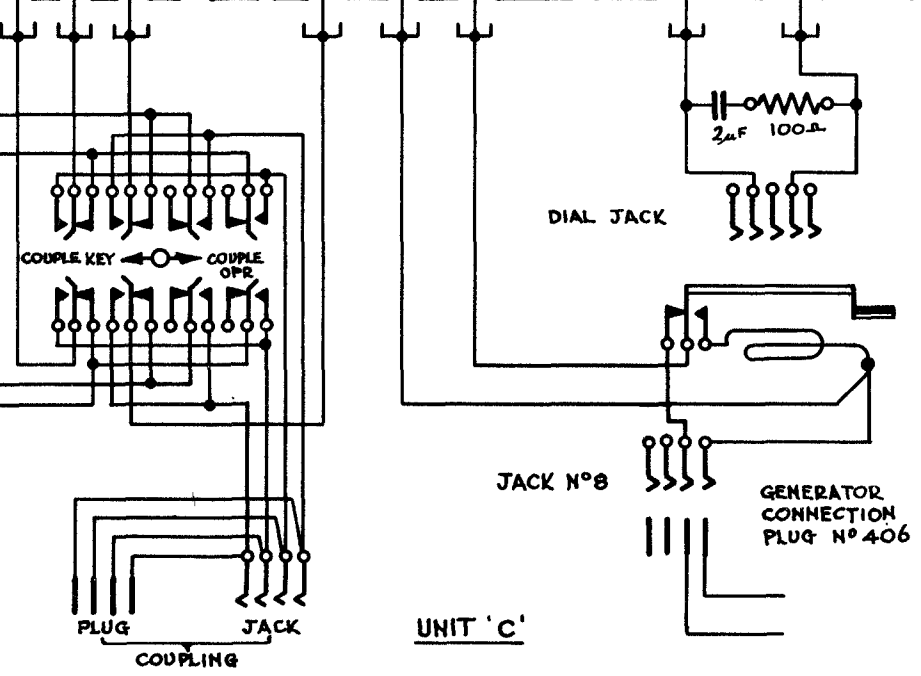 2µF 100Ω
DIAL JACK
COUPLE KEY
COUPLE
OPR
JACK Nº8
GENERATOR
CONNECTION
PLUG Nº 406
PLUG
JACK
COUPLING
UNIT 'C'